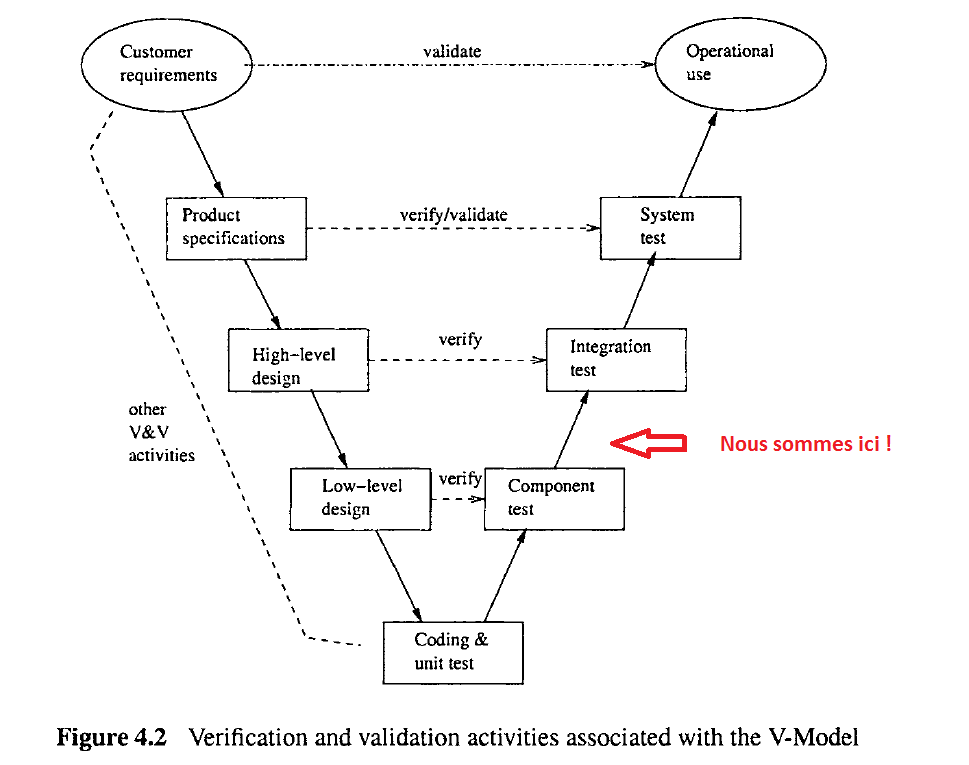 Customer
requirements
validate
Operational
use
Product
specifications
verify/validate
System
test
High-level
design
verify
Integration
test
other
V&V
activities
Nous sommes ici !
Low-level
design
verify
Component
test
Coding &
unit test
Figure 4.2 Verification and validation activities associated with the V-Model